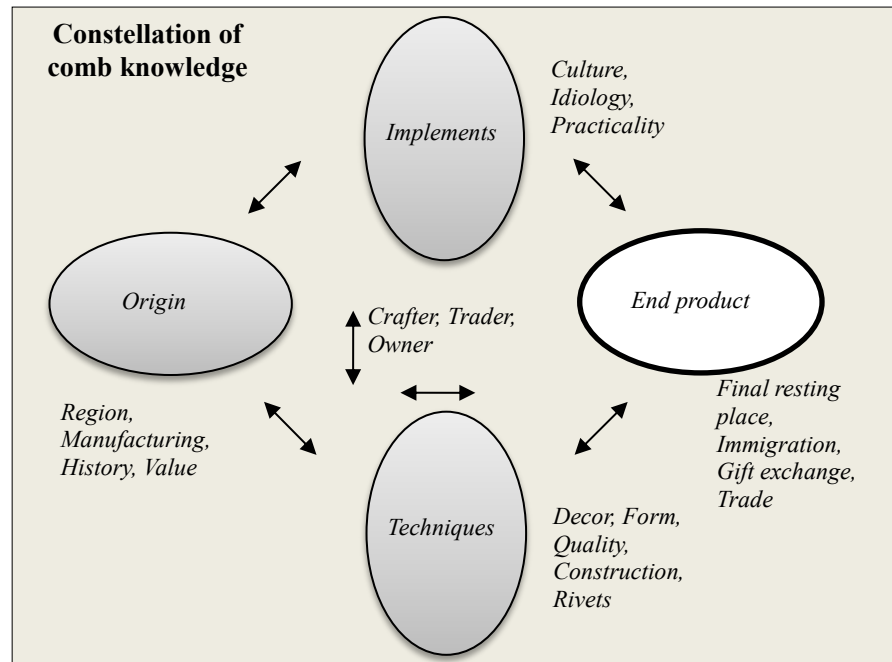 Constellation of
comb knowledge
Implements
Culture,
Idiology,
Practicality
Origin
End product
Crafter, Trader,
Owner
Region,
Manufacturing,
History, Value
Final resting
place,
Immigration,
Gift exchange,
Trade
Techniques
Decor, Form,
Quality,
Construction,
Rivets